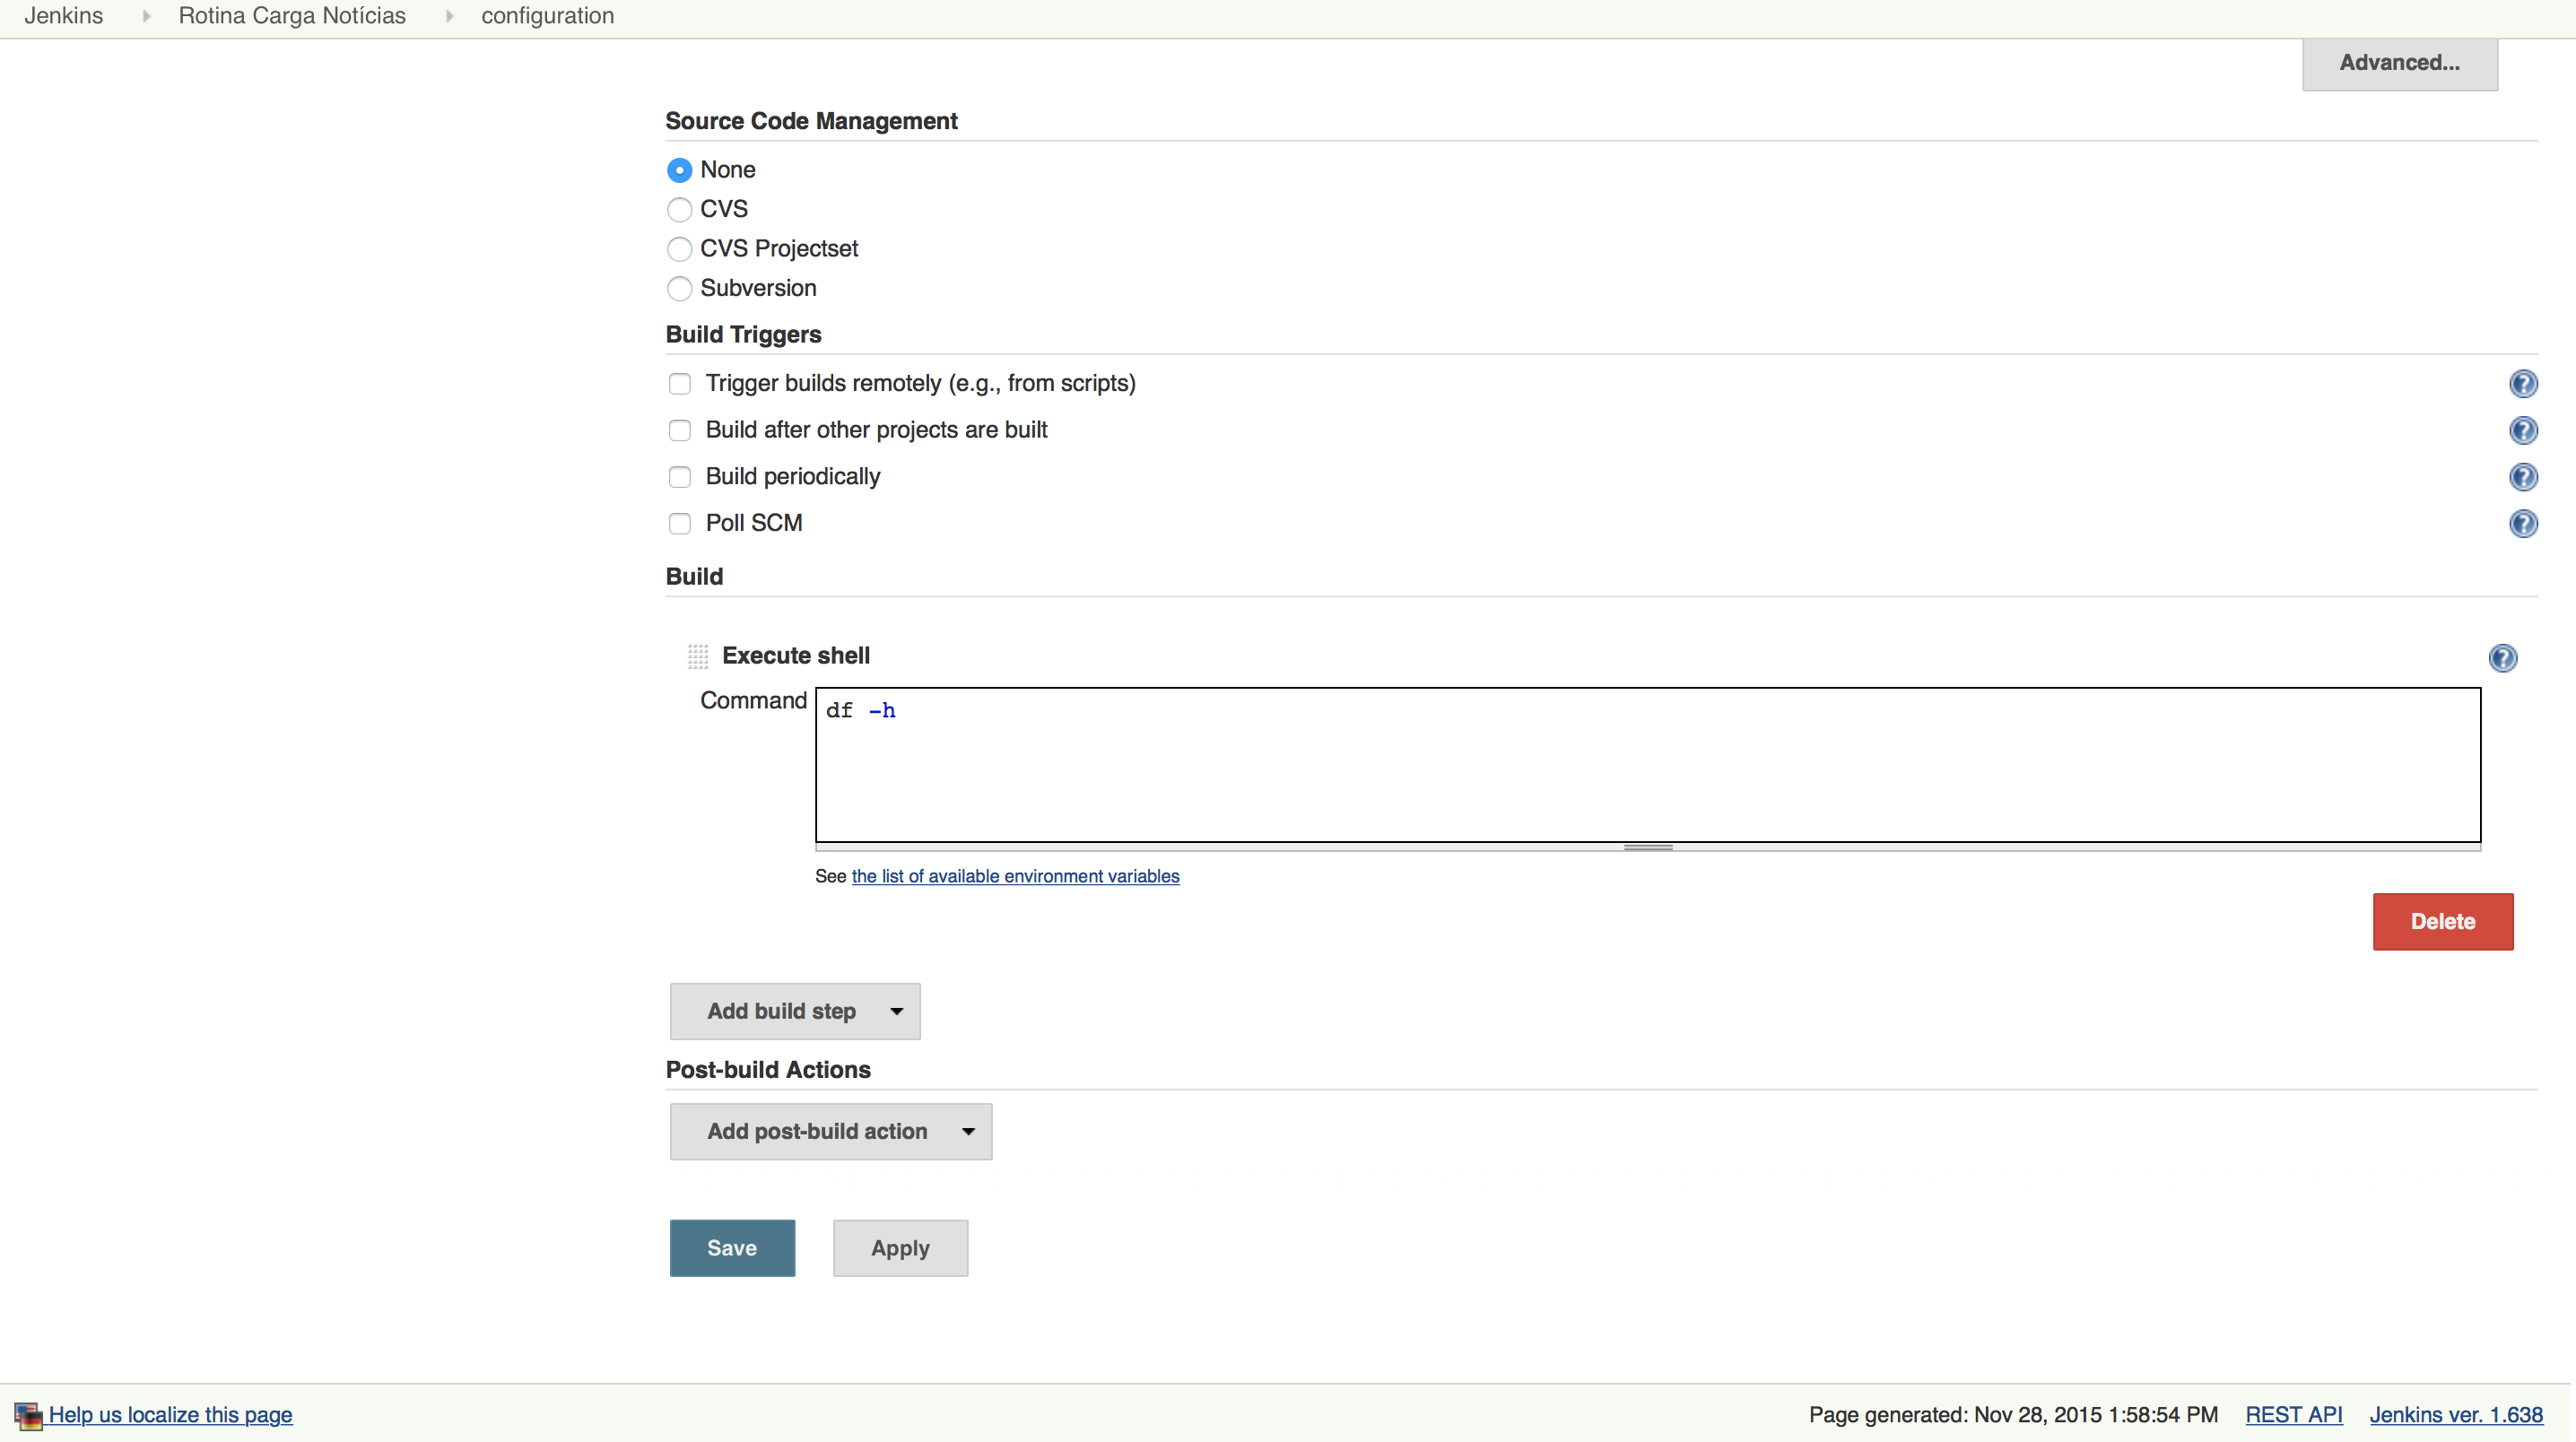 Jenkins Rotina Carga Notícias configuration
Advanced...
Source Code Management
None
CVS
CVS Projectset
Subversion
Build Triggers
Trigger builds remotely (e.g., from scripts)
Build after other projects are built
Build periodically
Poll SCM
Build
Execute shell
Command df -h
See the list of available environment variables
Delete
Add build step
Post-build Actions
Add post-build action
Save Apply
Help us localize this page Page generated: Nov 28, 2015 1:58:54 PM REST API Jenkins ver. 1.638